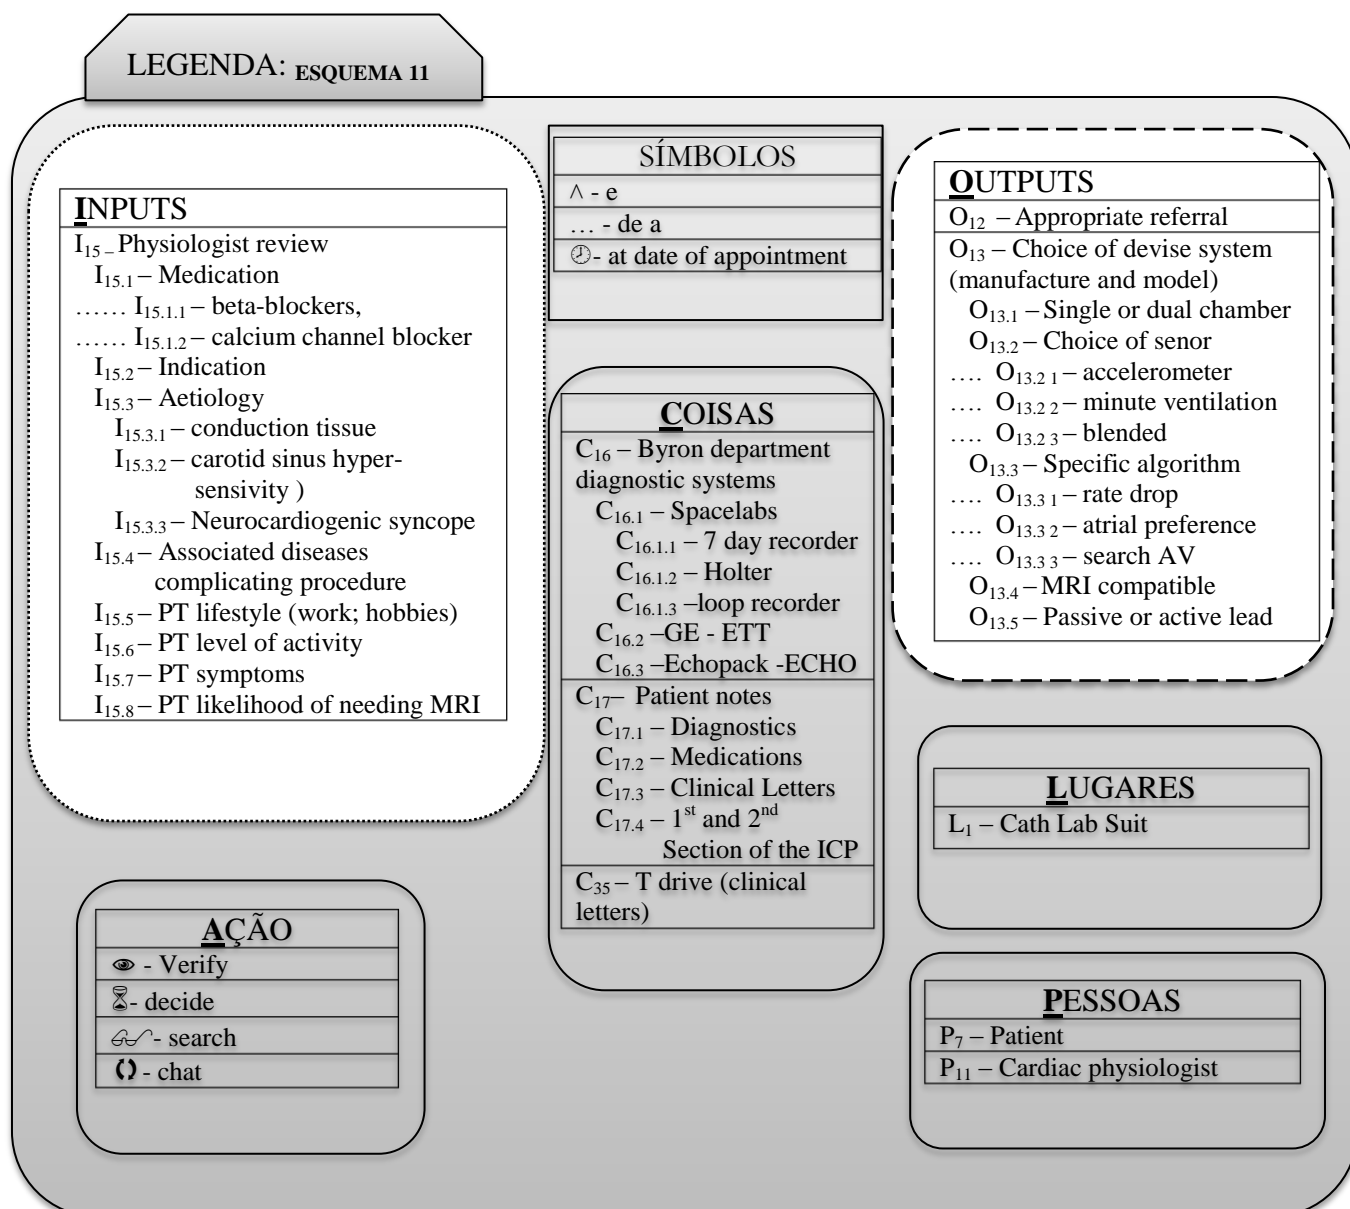 LEGENDA: ESQUEMA 11
INPUTS
I15 – Physiologist review
I15.1 – Medication
…… I15.1.1 – beta-blockers,
…… I15.1.2 – calcium channel blocker
I15.2 – Indication
I15.3 – Aetiology
I15.3.1 – conduction tissue
I15.3.2 – carotid sinus hyper-
sensivity )
I15.3.3 – Neurocardiogenic syncope
I15.4 – Associated diseases
complicating procedure
I15.5 – PT lifestyle (work; hobbies)
I15.6 – PT level of activity
I15.7 – PT symptoms
I15.8 – PT likelihood of needing MRI
AÇÃO
👁 - Verify
⌛- decide
👓 - search
🗘 - chat
SÍMBOLOS
^ - e
… - de a
🕗- at date of appointment
COISAS
C16 – Byron department
diagnostic systems
C16.1 – Spacelabs
C16.1.1 – 7 day recorder
C16.1.2 – Holter
C16.1.3 –loop recorder
C16.2 –GE - ETT
C16.3 –Echopack -ECHO
C17– Patient notes
C17.1 – Diagnostics
C17.2 – Medications
C17.3 – Clinical Letters
C17.4 – 1st and 2nd
Section of the ICP
C35 – T drive (clinical
letters)
OUTPUTS
O12 – Appropriate referral
O13 – Choice of devise system
(manufacture and model)
O13.1 – Single or dual chamber
O13.2 – Choice of senor
…. O13.2 1 – accelerometer
…. O13.2 2 – minute ventilation
…. O13.2 3 – blended
O13.3 – Specific algorithm
…. O13.3 1 – rate drop
…. O13.3 2 – atrial preference
…. O13.3 3 – search AV
O13.4 – MRI compatible
O13.5 – Passive or active lead
LUGARES
L1 – Cath Lab Suit
PESSOAS
P7 – Patient
P11 – Cardiac physiologist